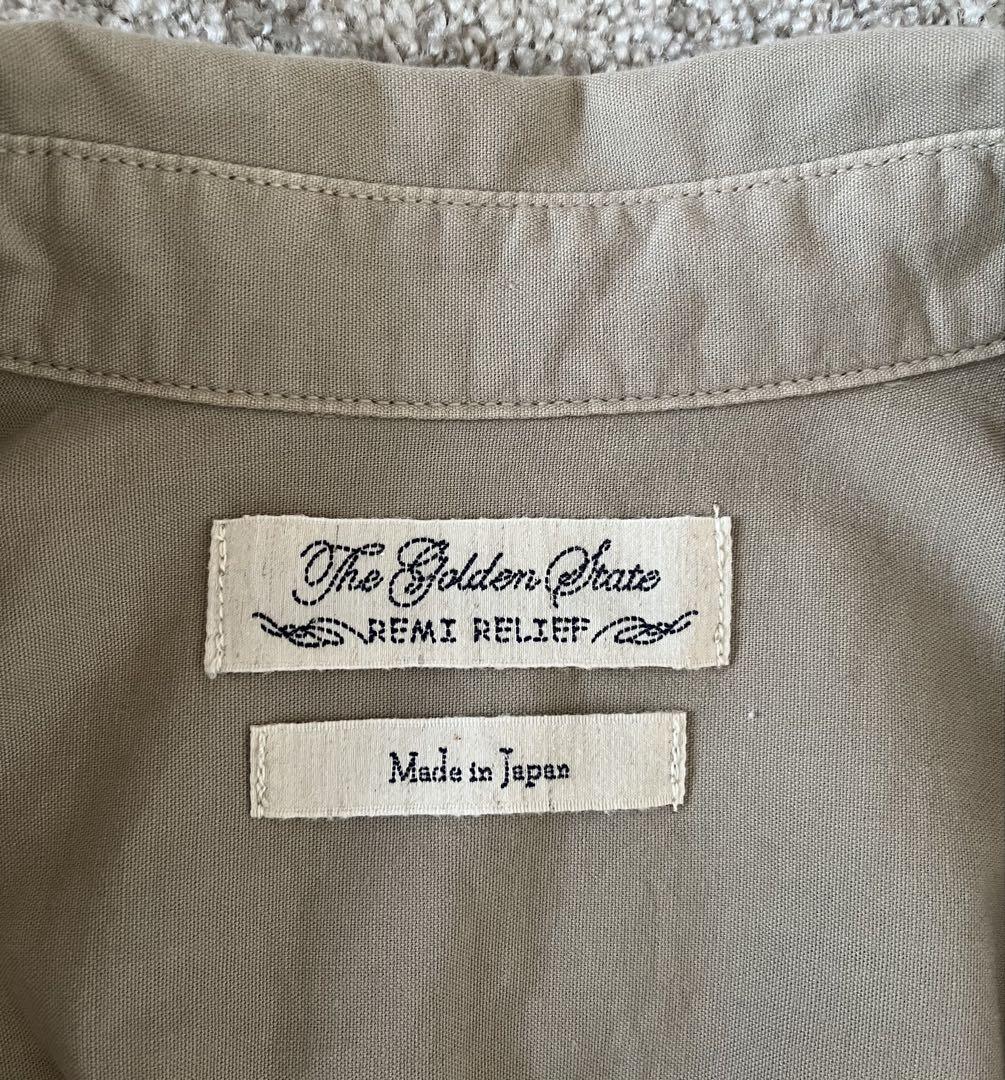 The Golden State
REMI RELIEF
Made in Japan